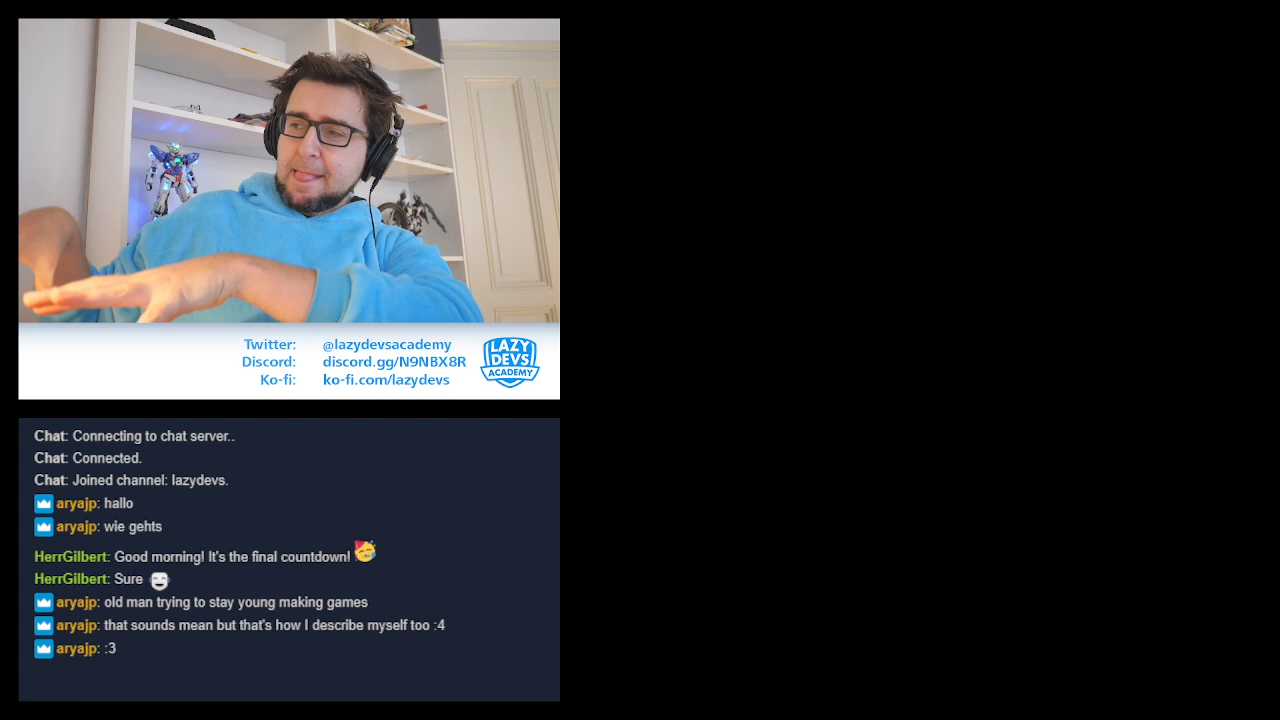 Twitter: @lazydevsacademy
Discord: discord.gg/N9NBX8R
Ko-fi: ko-fi.com/lazydevs
LAZY
DEVS
ACADEMY
Chat: Connecting to chat server..
Chat: Connected.
Chat: Joined channel: lazydevs.
aryajp: hallo
aryajp: wie gehts
HerrGilbert: Good morning! It's the final countdown! 🥳
HerrGilbert: Sure
aryajp: old man trying to stay young making games
aryajp: that sounds mean but that's how I describe myself too :4
aryajp: :3